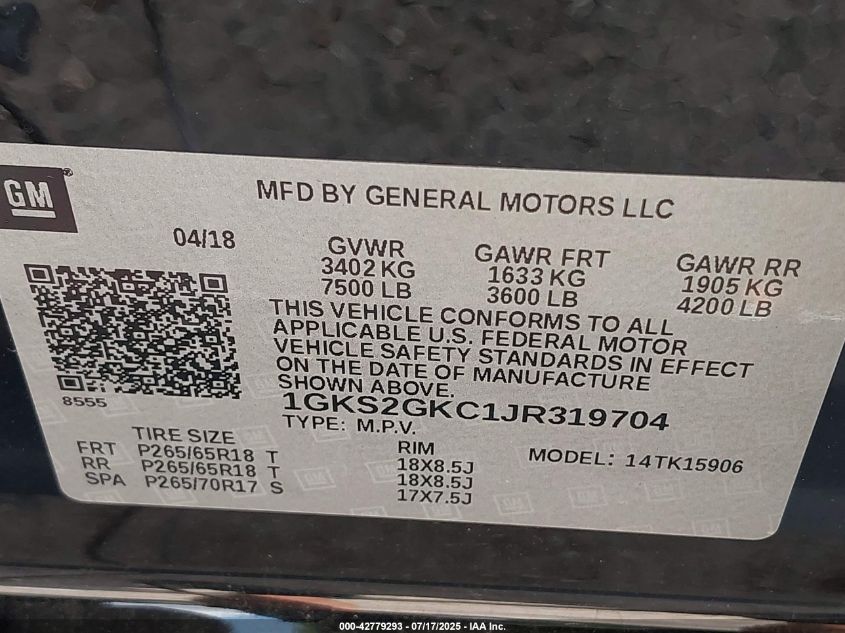 GM
MFD BY GENERAL MOTORS LLC
04/18
GVWR
3402 KG
7500 LB
GAWR FRT
1633 KG
3600 LB
GAWR RR
1905 KG
4200 LB
THIS VEHICLE CONFORMS TO ALL
APPLICABLE U.S. FEDERAL MOTOR
VEHICLE SAFETY STANDARDS IN EFFECT
ON THE DATE OF MANUFACTURE
SHOWN ABOVE.
8555
1GKS2GKC1JR319704
TYPE: M.P.V.
TIRE SIZE RIM
FRT P265/65R18 T 18X8.5J
RR P265/65R18 T 18X8.5J
SPA P265/70R17 S 17X7.5J
MODEL: 14TK15906
000-42779293 - 07/17/2025 - IAA Inc.